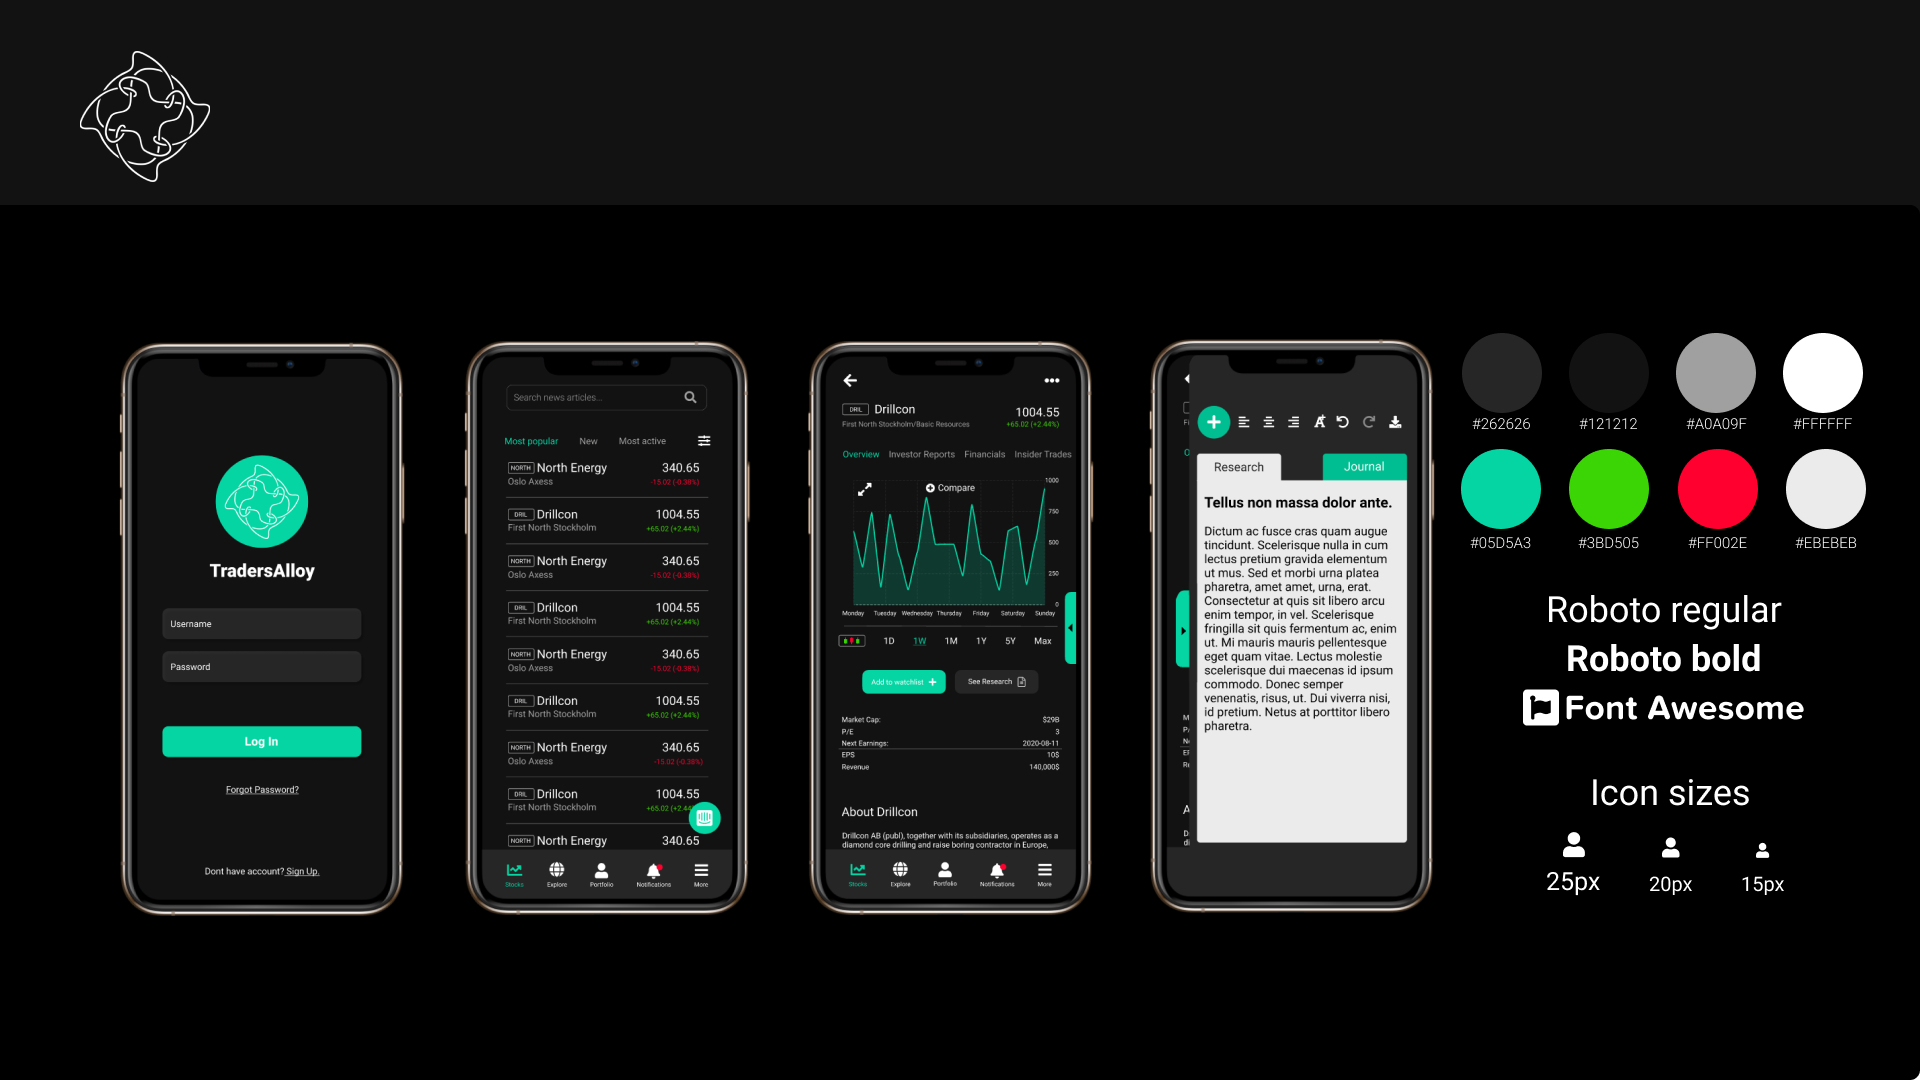 TradersAlloy
Username
Password
Log In
Forgot Password?
Dont have account? Sign Up.
Search news articles...
Most popular New Most active
NORTH North Energy 340.65
Oslo Axess -15.02 (-0.38%)
DRIL Drillcon 1004.55
First North Stockholm +65.02 (+2.44%)
NORTH North Energy 340.65
Oslo Axess -15.02 (-0.38%)
DRIL Drillcon 1004.55
First North Stockholm +65.02 (+2.44%)
NORTH North Energy 340.65
Oslo Axess -15.02 (-0.38%)
DRIL Drillcon 1004.55
First North Stockholm +65.02 (+2.44%)
NORTH North Energy 340.65
Oslo Axess -15.02 (-0.38%)
DRIL Drillcon 1004.55
First North Stockholm +65.02 (+2.44
NORTH North Energy 340.65
Stocks Explore Portfolio Notifications More
DRIL Drillcon 1004.55
First North Stockholm/Basic Resources +65.02 (+2.44%)
Overview Investor Reports Financials Insider Trades
Compare
1000
750
500
250
0
Monday Tuesday Wednesday Thursday Friday Saturday Sunday
1D 1W 1M 1Y 5Y Max
Add to watchlist See Research
Market Cap: $29B
P/E 3
Next Earnings: 2020-08-11
EPS 10$
Revenue 140,000$
About Drillcon
Drillcon AB (publ), together with its subsidiaries, operates as a
diamond core drilling and raise boring contractor in Europe,
Stocks Explore Portfolio Notifications More
Research Journal
Tellus non massa dolor ante.
Dictum ac fusce cras quam augue
tincidunt. Scelerisque nulla in cum
lectus pretium gravida elementum
ut mus. Sed et morbi urna platea
pharetra, amet amet, urna, erat.
Consectetur at quis sit libero arcu
enim tempor, in vel. Scelerisque
fringilla sit quis fermentum ac, enim
ut. Mi mauris mauris pellentesque
eget quam vitae. Lectus molestie
scelerisque dui maecenas id ipsum
commodo. Donec semper
venenatis, risus, ut. Dui viverra nisi,
id pretium. Netus at porttitor libero
pharetra.
#262626 #121212 #A0A09F #FFFFFF
#05D5A3 #3BD505 #FF002E #EBEBEB
Roboto regular
Roboto bold
Font Awesome
Icon sizes
25px 20px 15px